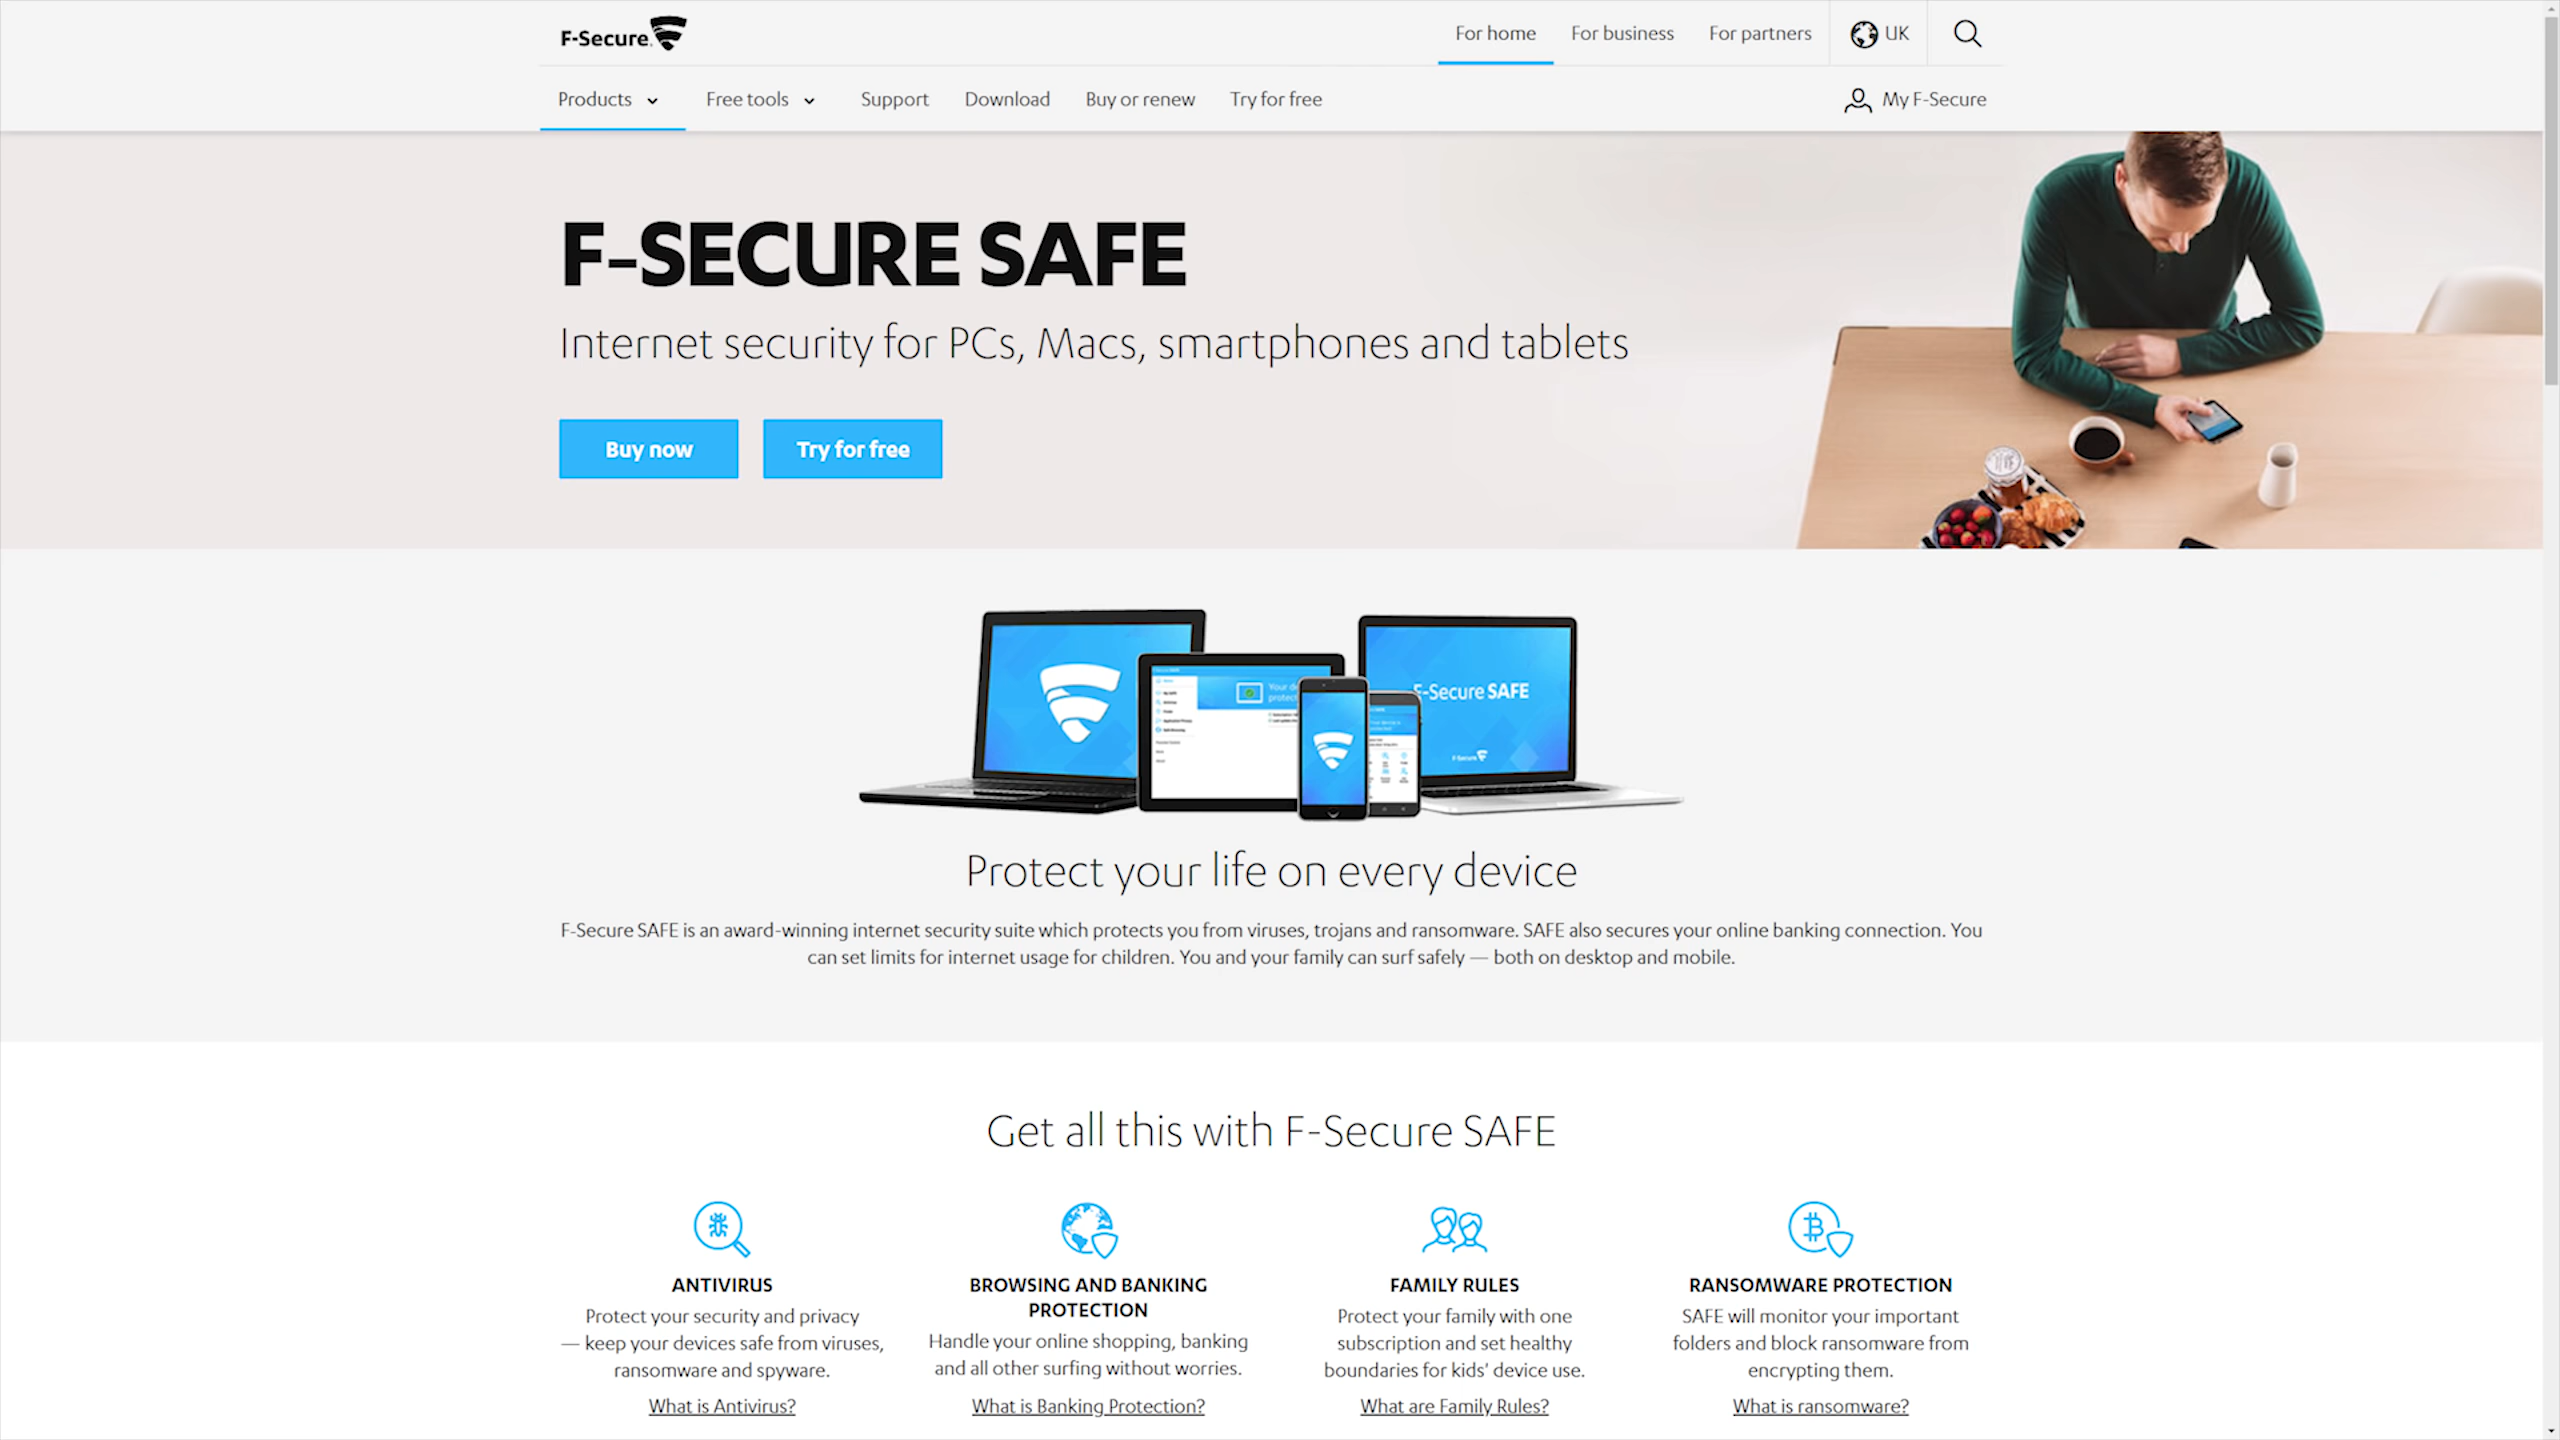 F-Secure.
For home
For business
For partners
UK
Products
Free tools
Support
Download
Buy or renew
Try for free
My F-Secure
F-SECURE SAFE
Internet security for PCs, Macs, smartphones and tablets
Buy now
Try for free
F-Secure SAFE
F-Secure
Protect your life on every device
F-Secure SAFE is an award-winning internet security suite which protects you from viruses, trojans and ransomware. SAFE also secures your online banking connection. You
can set limits for internet usage for children. You and your family can surf safely — both on desktop and mobile.
Get all this with F-Secure SAFE
ANTIVIRUS
Protect your security and privacy
— keep your devices safe from viruses,
ransomware and spyware.
What is Antivirus?
BROWSING AND BANKING
PROTECTION
Handle your online shopping, banking
and all other surfing without worries.
What is Banking Protection?
FAMILY RULES
Protect your family with one
subscription and set healthy
boundaries for kids' device use.
What are Family Rules?
RANSOMWARE PROTECTION
SAFE will monitor your important
folders and block ransomware from
encrypting them.
What is ransomware?